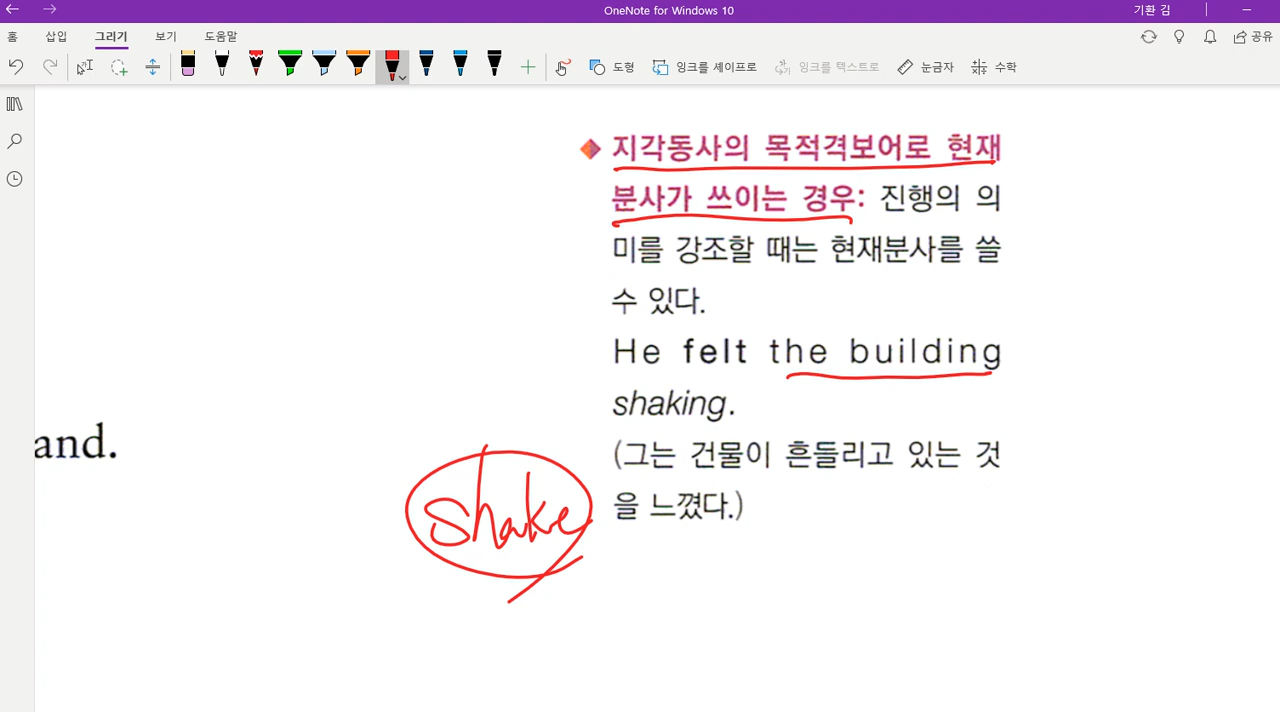 OneNote for Windows 10
기환 김
홈 삽입 그리기 보기 도움말
공유
도형 잉크를 셰이프로 잉크를 텍스트로 눈금자 수학
지각동사의 목적격보어로 현재
분사가 쓰이는 경우: 진행의 의
미를 강조할 때는 현재분사를 쓸
수 있다.
He felt the building
shaking.
(그는 건물이 흔들리고 있는 것
을 느꼈다.)
and.
shake